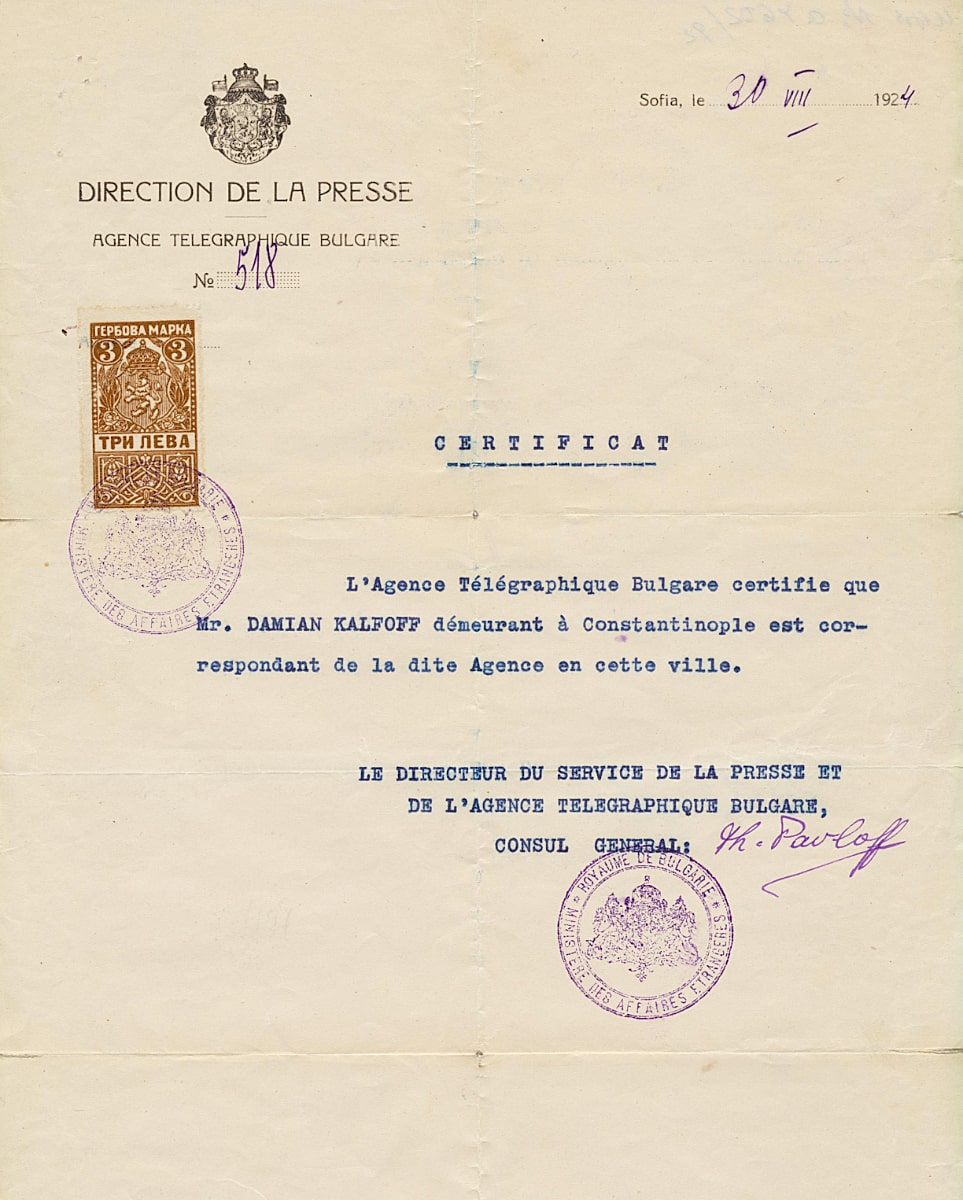 Sofia, le 30 VIII 1924
DIRECTION DE LA PRESSE
AGENCE TELEGRAPHIQUE BULGARE
No 518
ГЕРБОВА МАРКА
3 3
ТРИ ЛЕВА
CERTIFICAT
MINISTÈRE DES AFFAIRES ETRANGERES
L'Agence Télégraphique Bulgare certifie que
Mr. DAMIAN KALFOFF démeurant à Constantinople est cor-
respondant de la dite Agence en cette ville.
LE DIRECTEUR DU SERVICE DE LA PRESSE ET
DE L'AGENCE TELEGRAPHIQUE BULGARE,
CONSUL GENERAL: Th. Pavloff
ROYAUME DE BULGARIE
MINISTÈRE DES AFFAIRES ETRANGERES